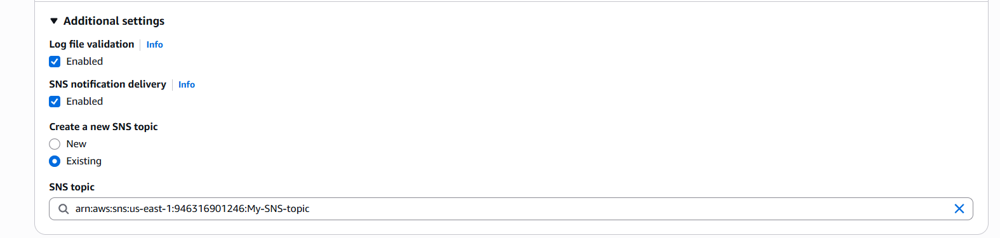 Additional settings
Log file validation Info
Enabled
SNS notification delivery Info
Enabled
Create a new SNS topic
New
Existing
SNS topic
arn:aws:sns:us-east-1:946316901246:My-SNS-topic